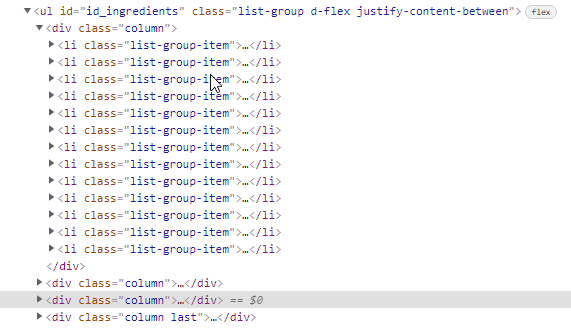 ▼<ul id="id_ingredients" class="list-group d-flex justify-content-between"> flex
▼<div class="column">
▶<li class="list-group-item">…</li>
▶<li class="list-group-item">…</li>
▶<li class="list-group-item">…</li>
▶<li class="list-group-item">…</li>
▶<li class="list-group-item">…</li>
▶<li class="list-group-item">…</li>
▶<li class="list-group-item">…</li>
▶<li class="list-group-item">…</li>
▶<li class="list-group-item">…</li>
▶<li class="list-group-item">…</li>
▶<li class="list-group-item">…</li>
▶<li class="list-group-item">…</li>
▶<li class="list-group-item">…</li>
</div>
▶<div class="column">…</div>
▶<div class="column">…</div> == $0
▶<div class="column last">…</div>